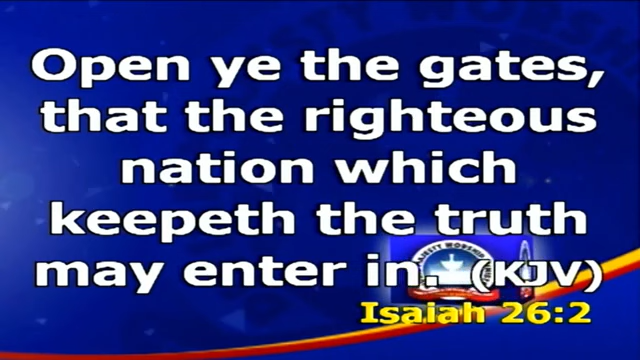 Open ye the gates,
that the righteous
nation which
keepeth the truth
may enter in. (KJV)
Isaiah 26:2